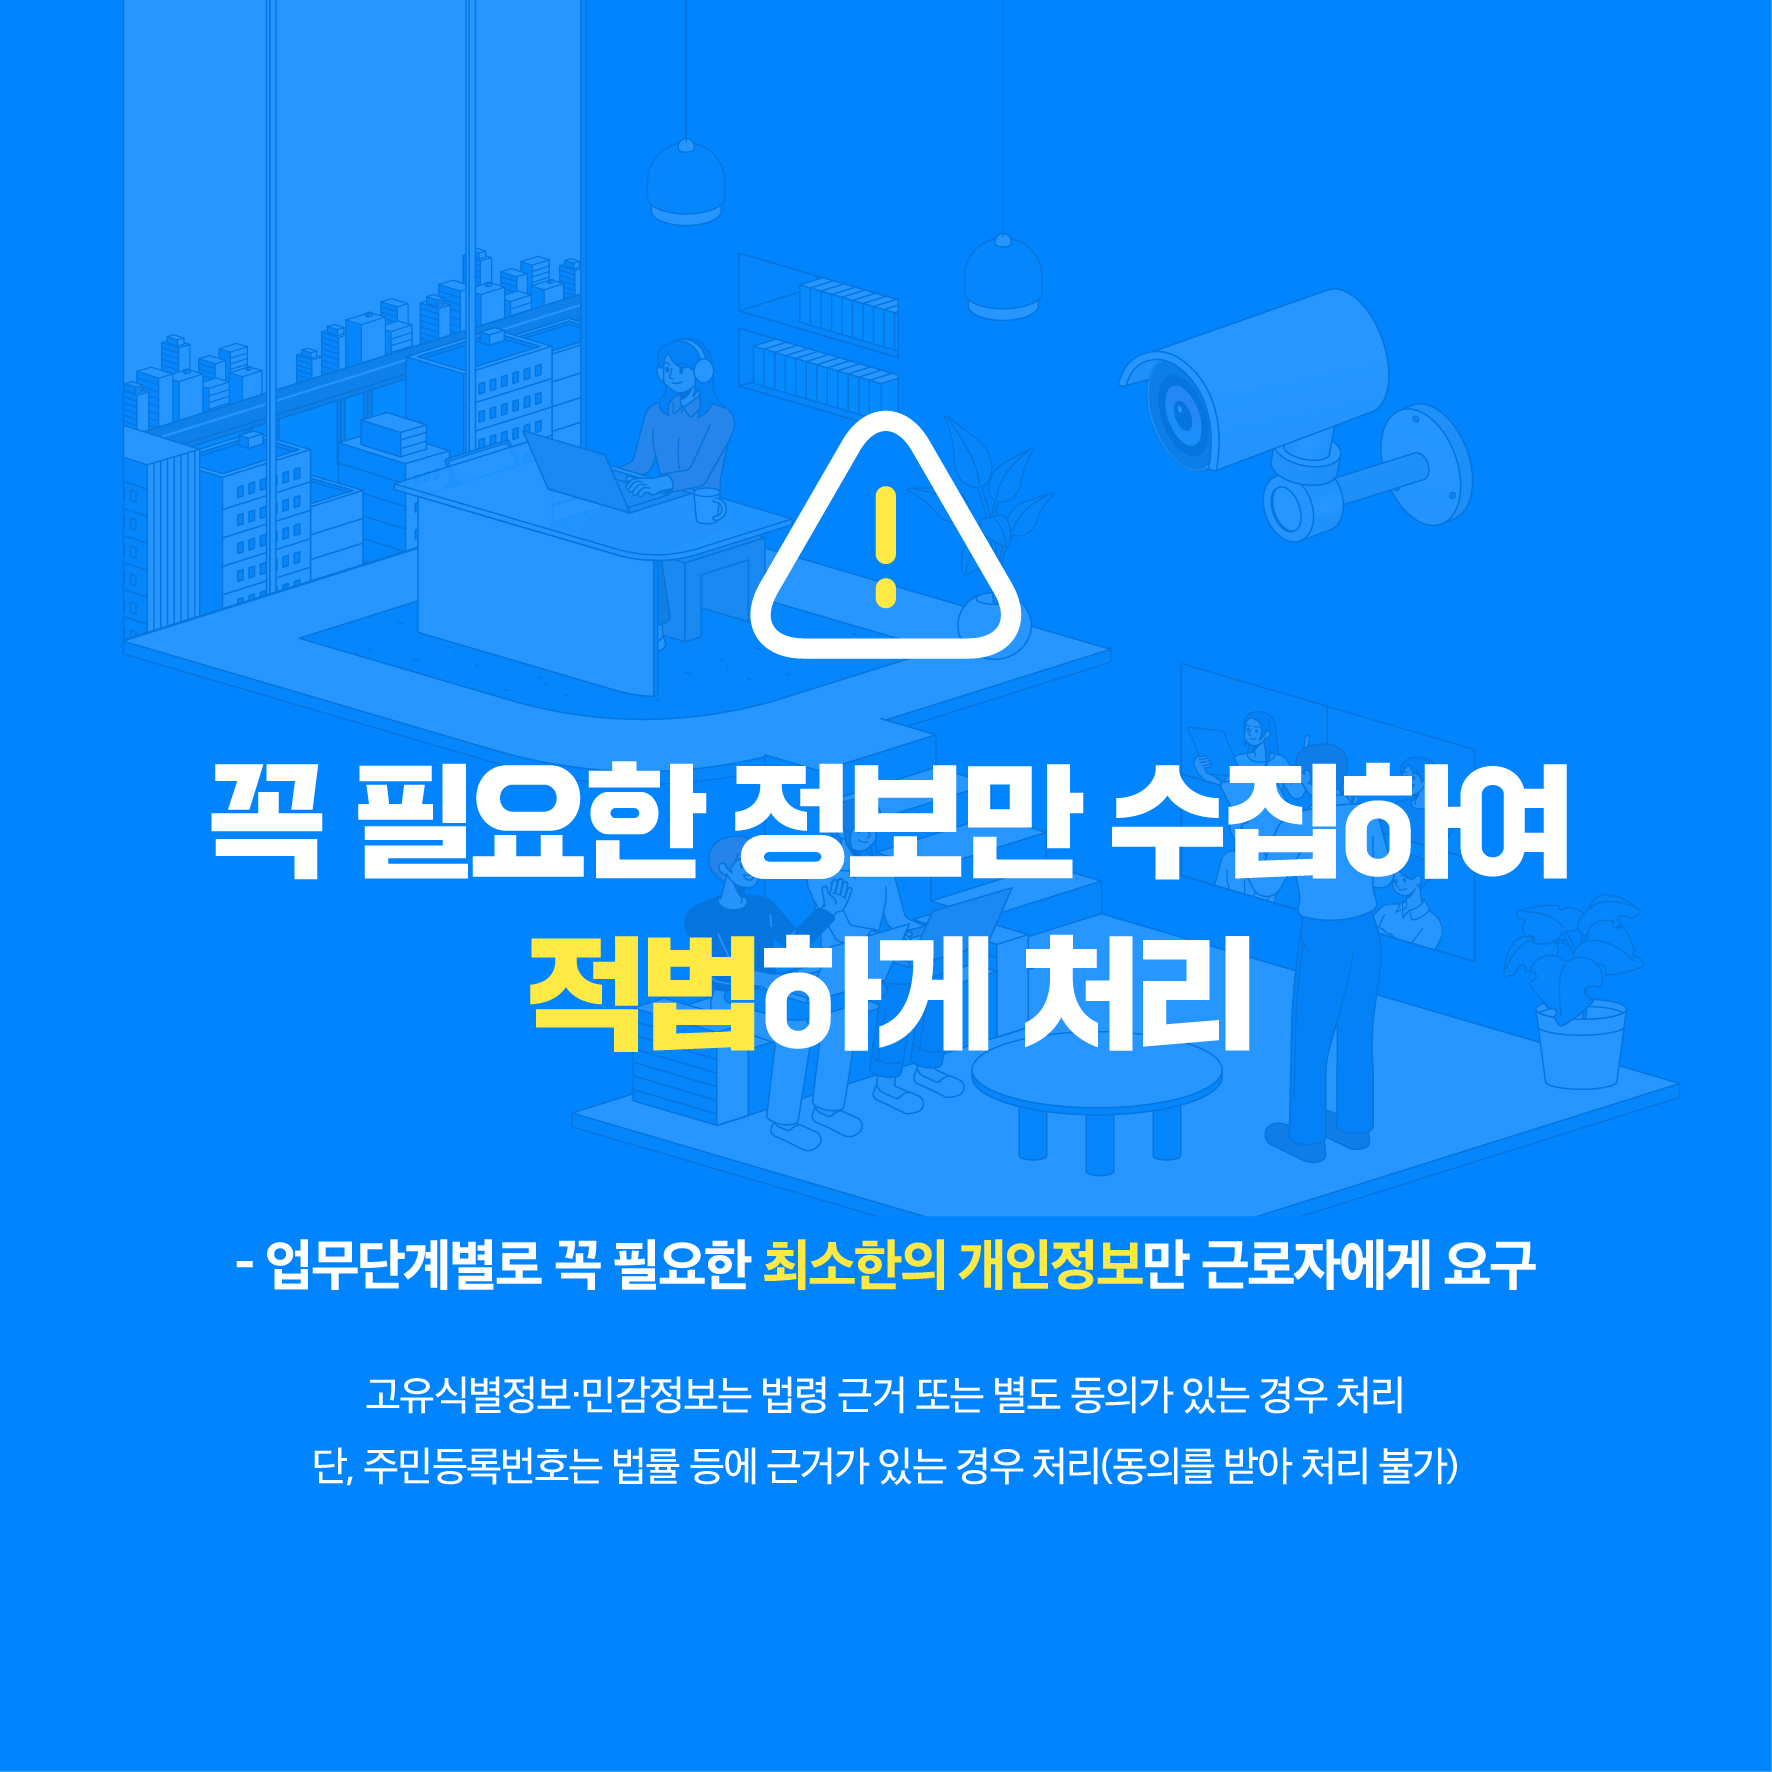 꼭 필요한 정보만 수집하여
적법하게 처리
- 업무단계별로 꼭 필요한 최소한의 개인정보만 근로자에게 요구
고유식별정보·민감정보는 법령 근거 또는 별도 동의가 있는 경우 처리
단, 주민등록번호는 법률 등에 근거가 있는 경우 처리(동의를 받아 처리 불가)